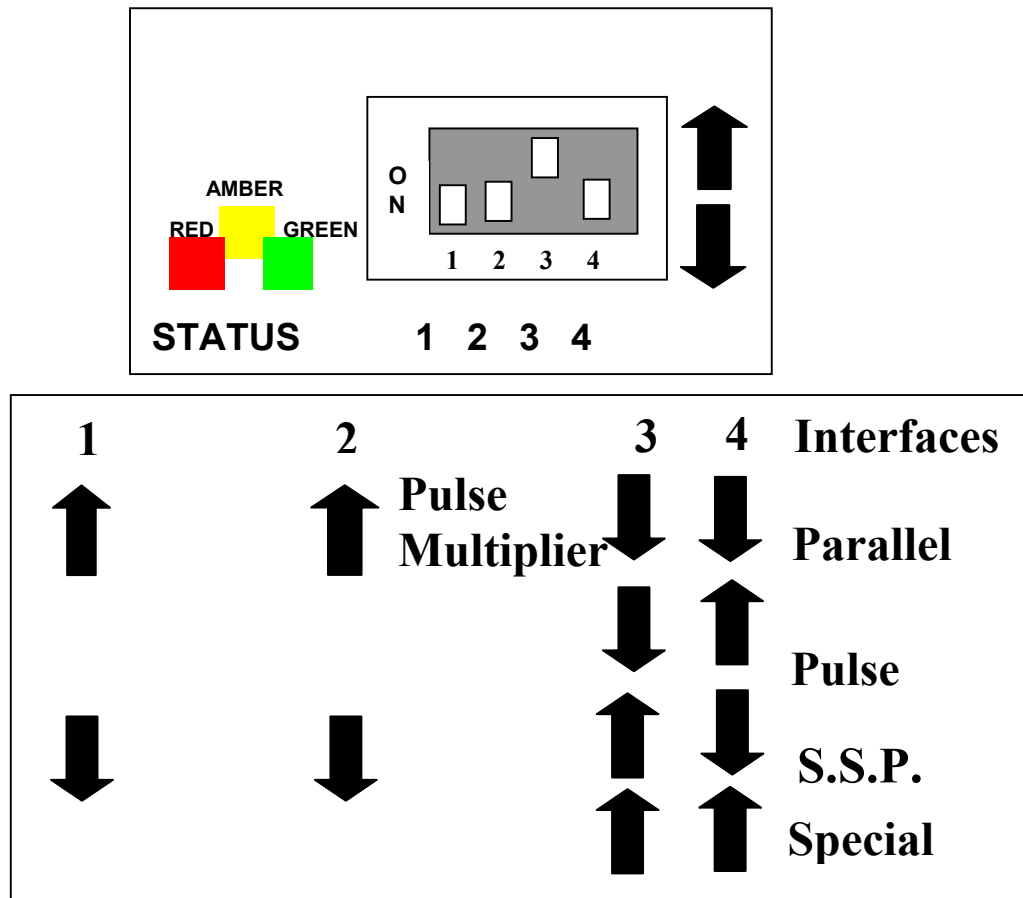 O
N
AMBER
RED GREEN
1 2 3 4
STATUS 1 2 3 4
1 2 3 4 Interfaces
Pulse
Multiplier
Parallel
Pulse
S.S.P.
Special